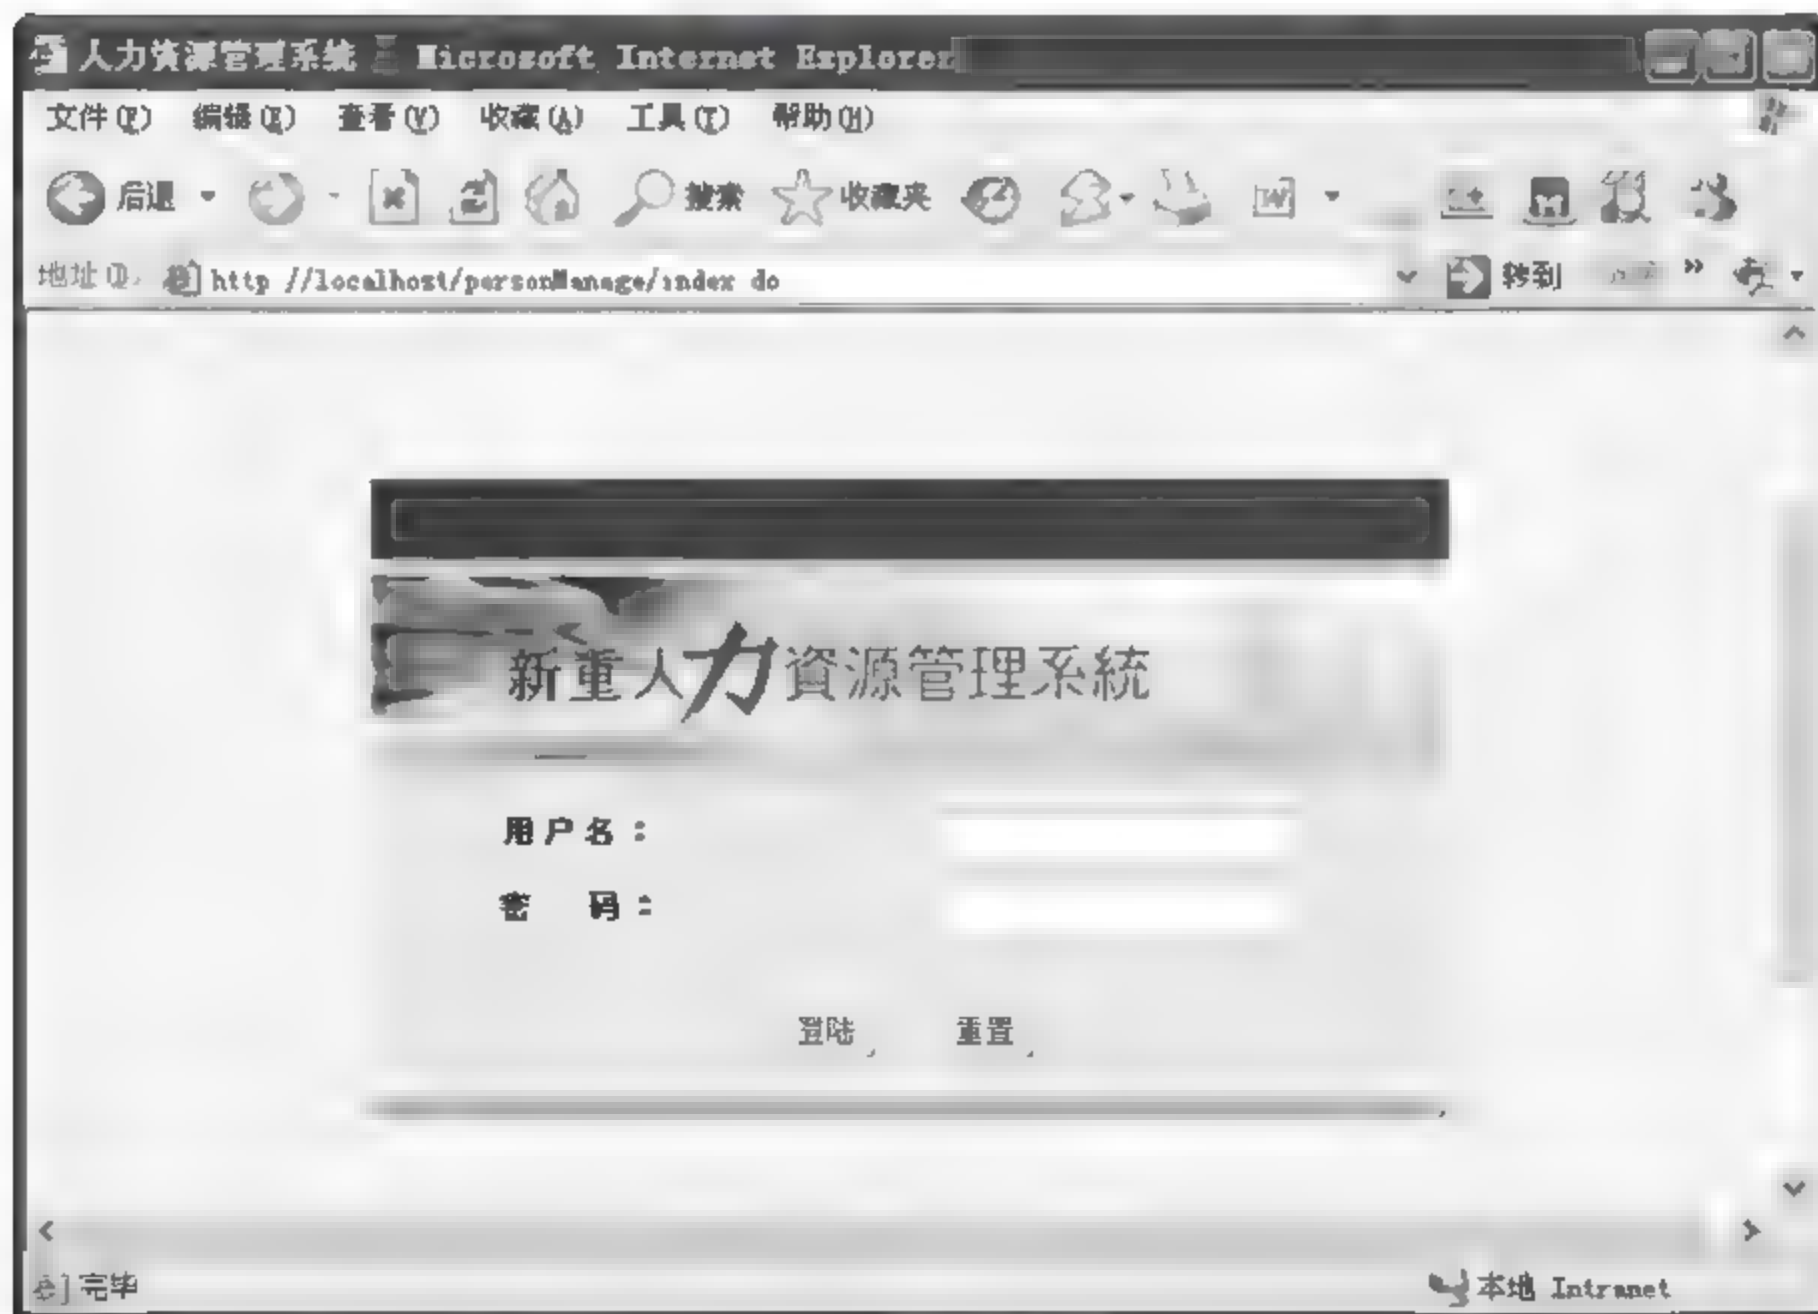 人力資源管理系統 Microsoft Internet Explorer
文件(F) 编辑(E) 查看(V) 收藏(A) 工具(T) 帮助(H)
后退 搜索 收藏夹
地址(D) http //localhost/personManage/index do 转到 »
新重人力資源管理系統
用户名：
密 码：
登陆 重置
完毕 本地 Intranet